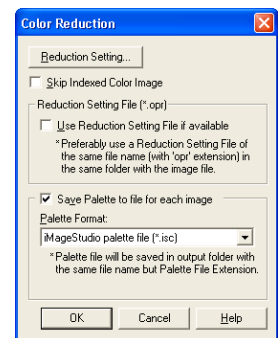 Color Reduction
Reduction Setting...
Skip Indexed Color Image
Reduction Setting File (*.opr)
Use Reduction Setting File if available
*Preferably use a Reduction Setting File of
the same file name (with 'opr' extension) in
the same folder with the image file.
Save Palette to file for each image
Palette Format:
iMageStudio palette file (*.isc)
*Palette file will be saved in output folder with
the same file name but Palette File Extension.
OK
Cancel
Help